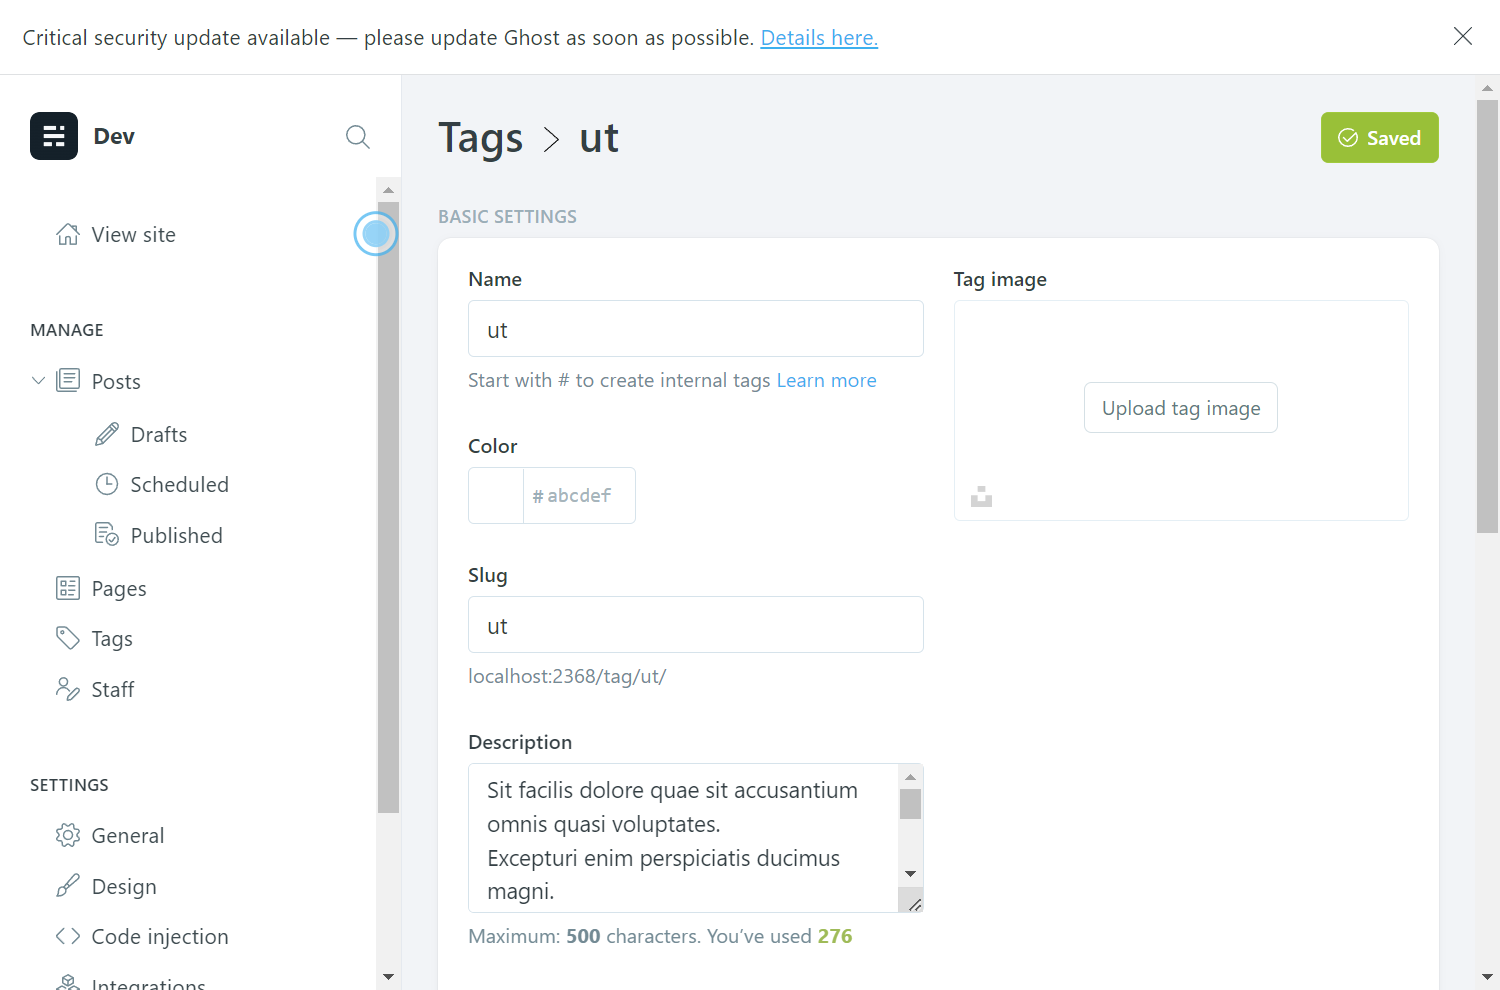 Critical security update available — please update Ghost as soon as possible. Details here.
Dev
View site
MANAGE
Posts
Drafts
Scheduled
Published
Pages
Tags
Staff
SETTINGS
General
Design
Code injection
Integrations
Tags > ut
Saved
BASIC SETTINGS
Name
ut
Start with # to create internal tags Learn more
Color
# abcdef
Slug
ut
localhost:2368/tag/ut/
Description
Sit facilis dolore quae sit accusantium
omnis quasi voluptates.
Excepturi enim perspiciatis ducimus
magni.
Maximum: 500 characters. You’ve used 276
Tag image
Upload tag image